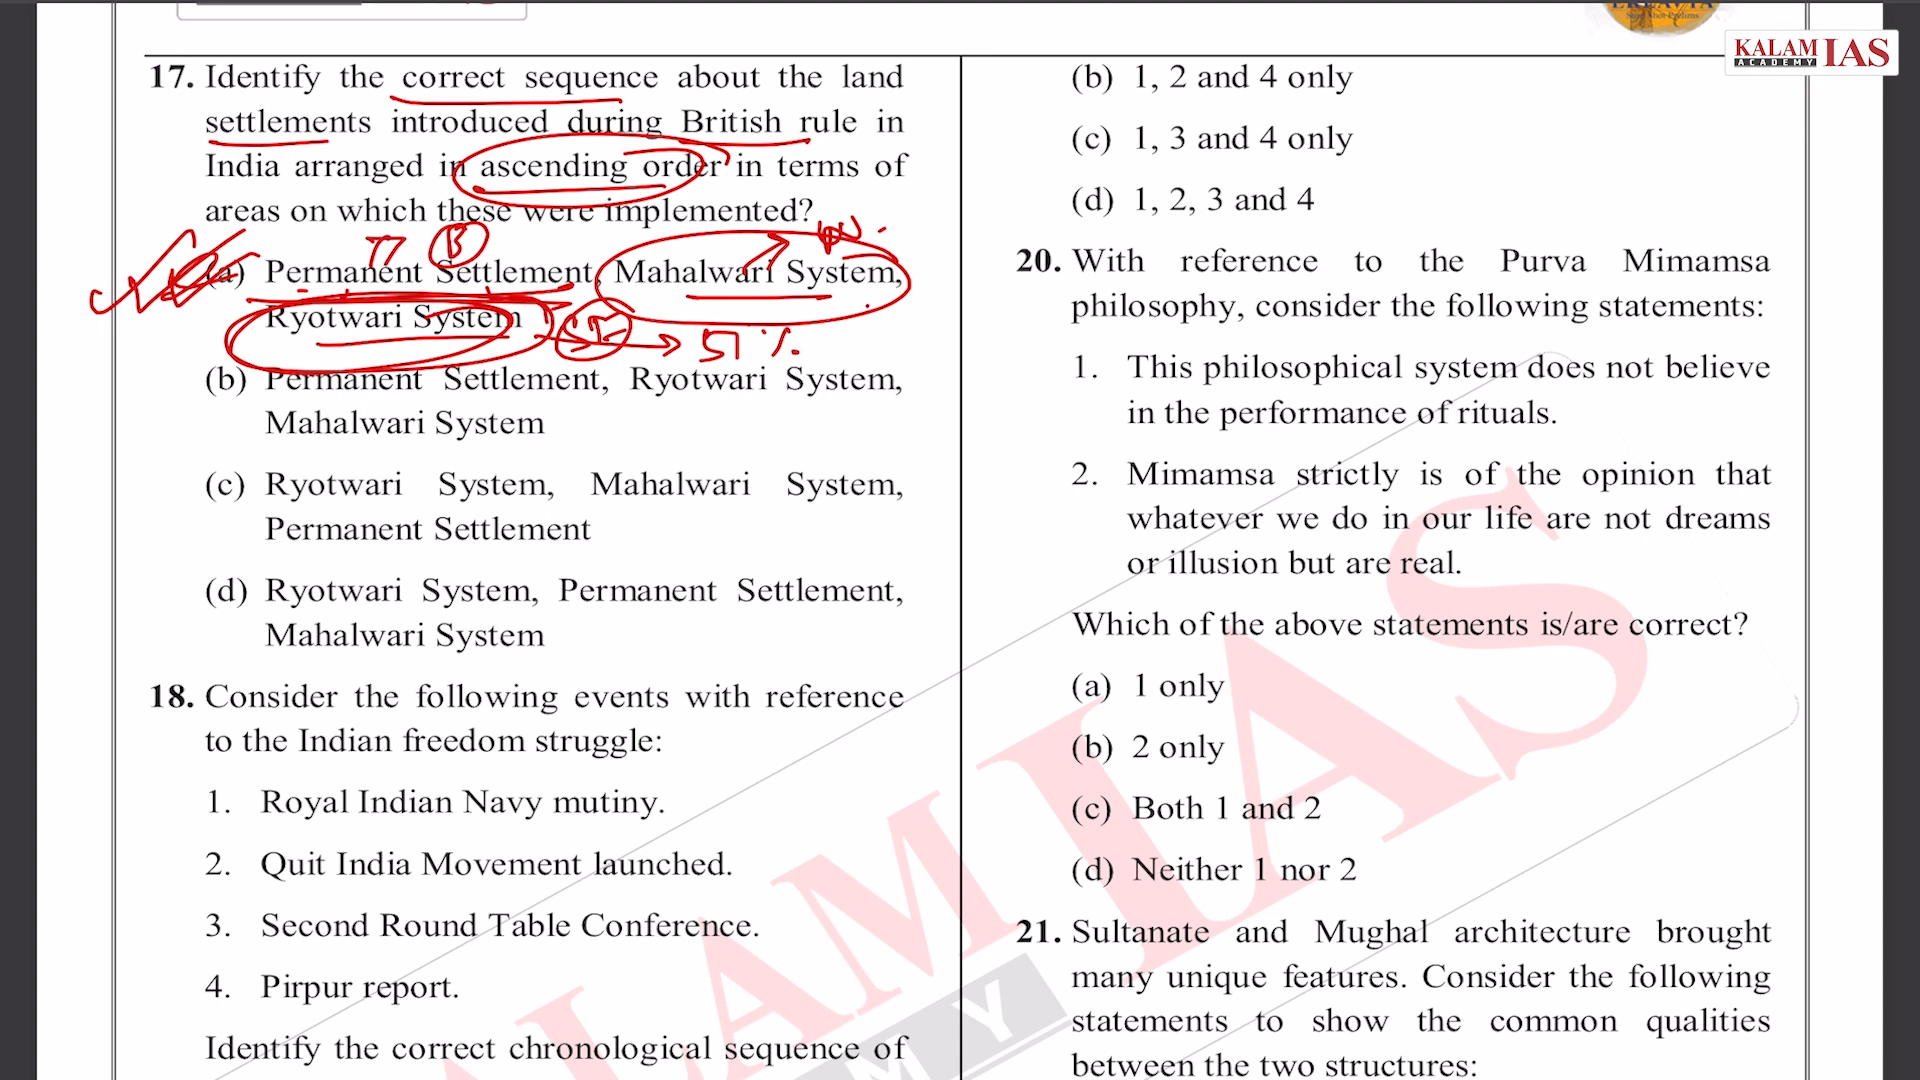 KALAM IAS
ACADEMY
17. Identify the correct sequence about the land
settlements introduced during British rule in
India arranged in ascending order in terms of
areas on which these were implemented?
B
(a) Permanent Settlement, Mahalwari System,
Ryotwari System
51%
(b) Permanent Settlement, Ryotwari System,
Mahalwari System
(c) Ryotwari System, Mahalwari System,
Permanent Settlement
(d) Ryotwari System, Permanent Settlement,
Mahalwari System
18. Consider the following events with reference
to the Indian freedom struggle:
1. Royal Indian Navy mutiny.
2. Quit India Movement launched.
3. Second Round Table Conference.
4. Pirpur report.
Identify the correct chronological sequence of
(b) 1, 2 and 4 only
(c) 1, 3 and 4 only
(d) 1, 2, 3 and 4
20. With reference to the Purva Mimamsa
philosophy, consider the following statements:
1. This philosophical system does not believe
in the performance of rituals.
2. Mimamsa strictly is of the opinion that
whatever we do in our life are not dreams
or illusion but are real.
Which of the above statements is/are correct?
(a) 1 only
(b) 2 only
(c) Both 1 and 2
(d) Neither 1 nor 2
21. Sultanate and Mughal architecture brought
many unique features. Consider the following
statements to show the common qualities
between the two structures: